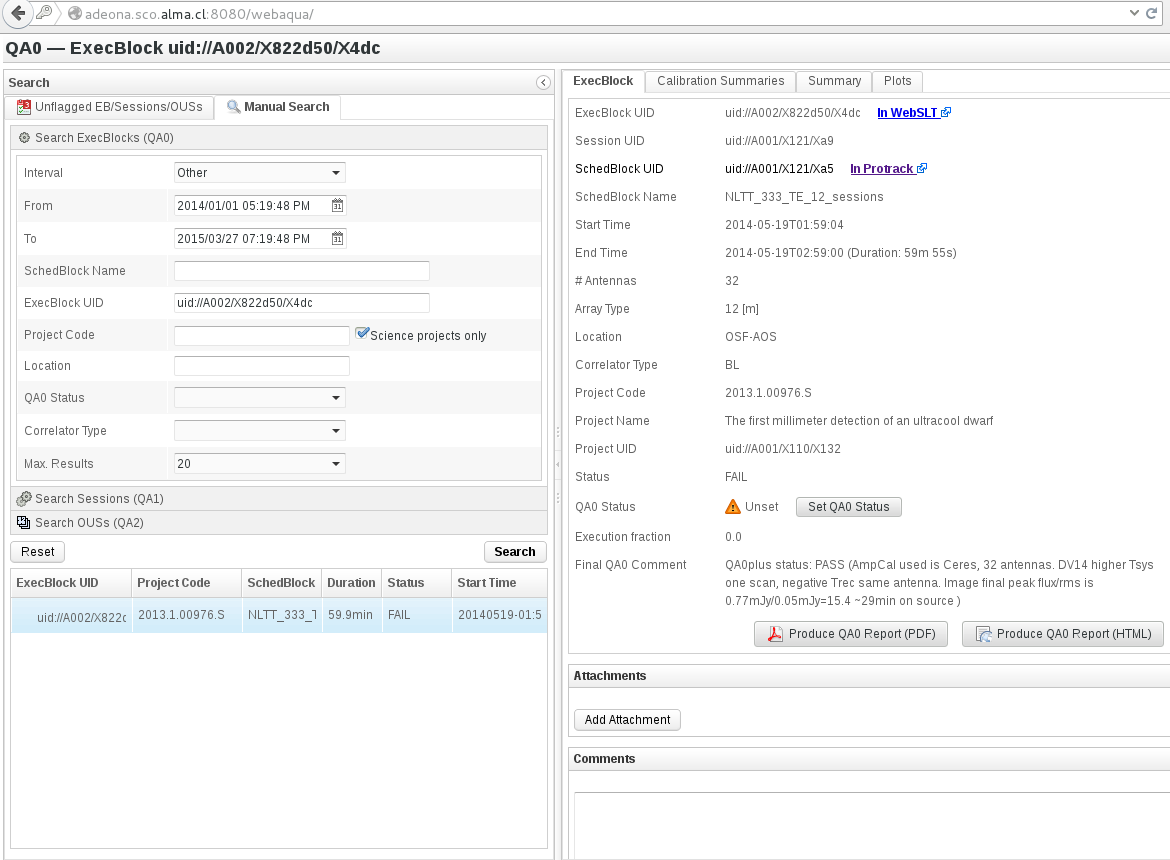 adeona.sco.alma.cl:8080/webaqua/
QA0 — ExecBlock uid://A002/X822d50/X4dc
Search
Unflagged EB/Sessions/OUSs
Manual Search
Search ExecBlocks (QA0)
Interval Other
From 2014/01/01 05:19:48 PM
To 2015/03/27 07:19:48 PM
SchedBlock Name
ExecBlock UID uid://A002/X822d50/X4dc
Project Code Science projects only
Location
QA0 Status
Correlator Type
Max. Results 20
Search Sessions (QA1)
Search OUSs (QA2)
Reset Search
ExecBlock UID Project Code SchedBlock Duration Status Start Time
uid://A002/X822c 2013.1.00976.S NLTT_333_T 59.9min FAIL 20140519-01:5
ExecBlock Calibration Summaries Summary Plots
ExecBlock UID uid://A002/X822d50/X4dc In WebSLT
Session UID uid://A001/X121/Xa9
SchedBlock UID uid://A001/X121/Xa5 In Protrack
SchedBlock Name NLTT_333_TE_12_sessions
Start Time 2014-05-19T01:59:04
End Time 2014-05-19T02:59:00 (Duration: 59m 55s)
# Antennas 32
Array Type 12 [m]
Location OSF-AOS
Correlator Type BL
Project Code 2013.1.00976.S
Project Name The first millimeter detection of an ultracool dwarf
Project UID uid://A001/X110/X132
Status FAIL
QA0 Status Unset Set QA0 Status
Execution fraction 0.0
Final QA0 Comment QA0plus status: PASS (AmpCal used is Ceres, 32 antennas. DV14 higher Tsys
one scan, negative Trec same antenna. Image final peak flux/rms is
0.77mJy/0.05mJy=15.4 ~29min on source )
Produce QA0 Report (PDF) Produce QA0 Report (HTML)
Attachments
Add Attachment
Comments